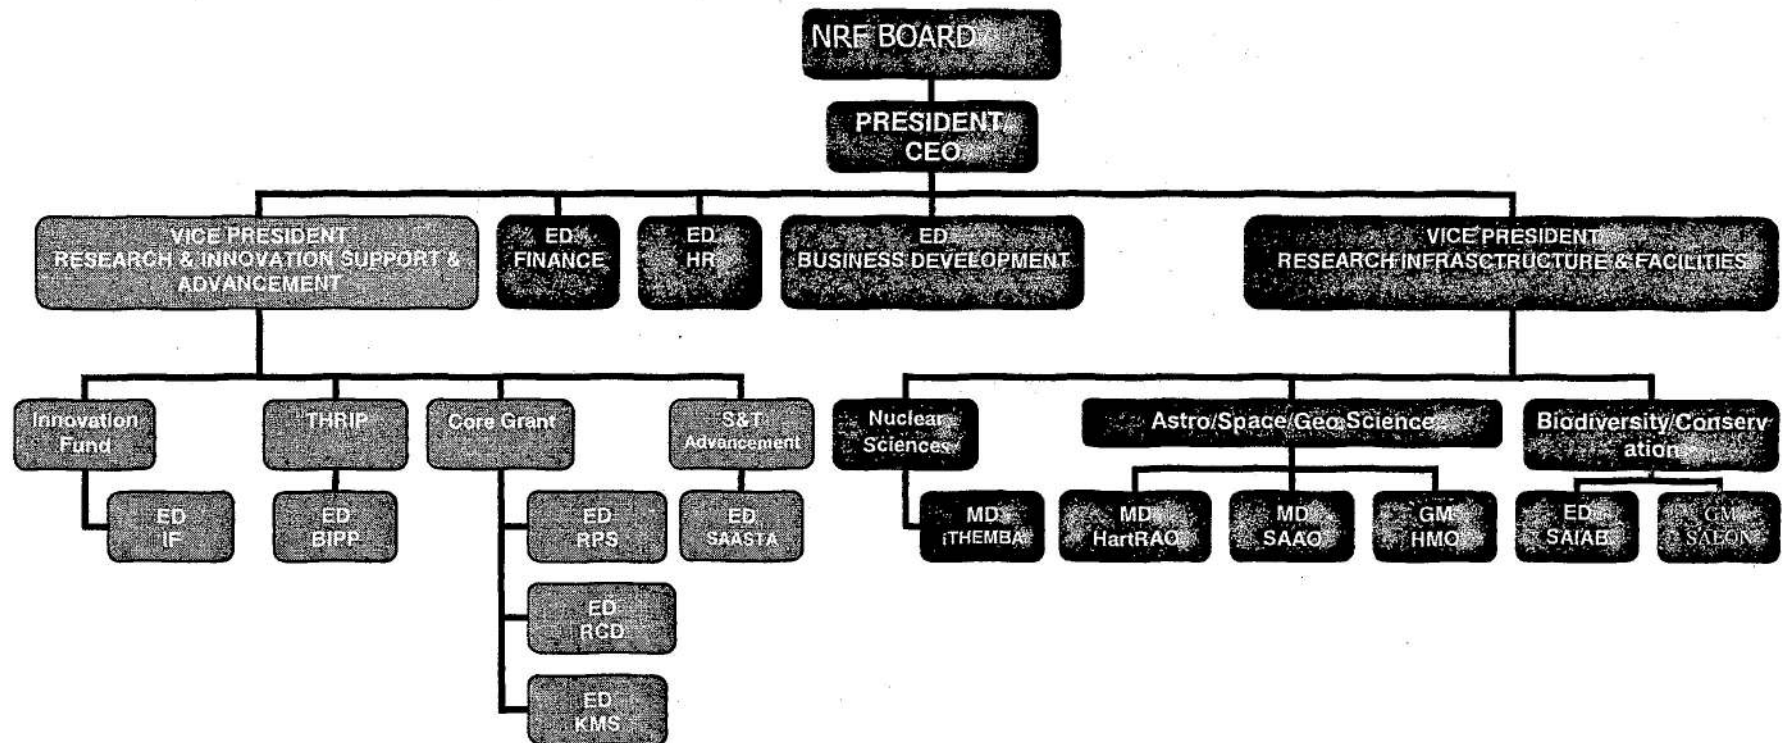 NRF BOARD
PRESIDENT/
CEO
VICE PRESIDENT
RESEARCH & INNOVATION SUPPORT &
ADVANCEMENT
ED
FINANCE
ED
HR
ED
BUSINESS DEVELOPMENT
VICE PRESIDENT
RESEARCH INFRASCTRUCTURE & FACILITIES
Innovation
Fund
THRIP
Core Grant
S&T
Advancement
Nuclear
Sciences
Astro/Space/Geo Science
Biodiversity/Conserv
ation
ED
IF
ED
BIPP
ED
RPS
ED
SAASTA
MD
iTHEMBA
MD
HartRAO
MD
SAAO
GM
HMO
ED
SAIAB
GM
SAEON
ED
RCD
ED
KMS